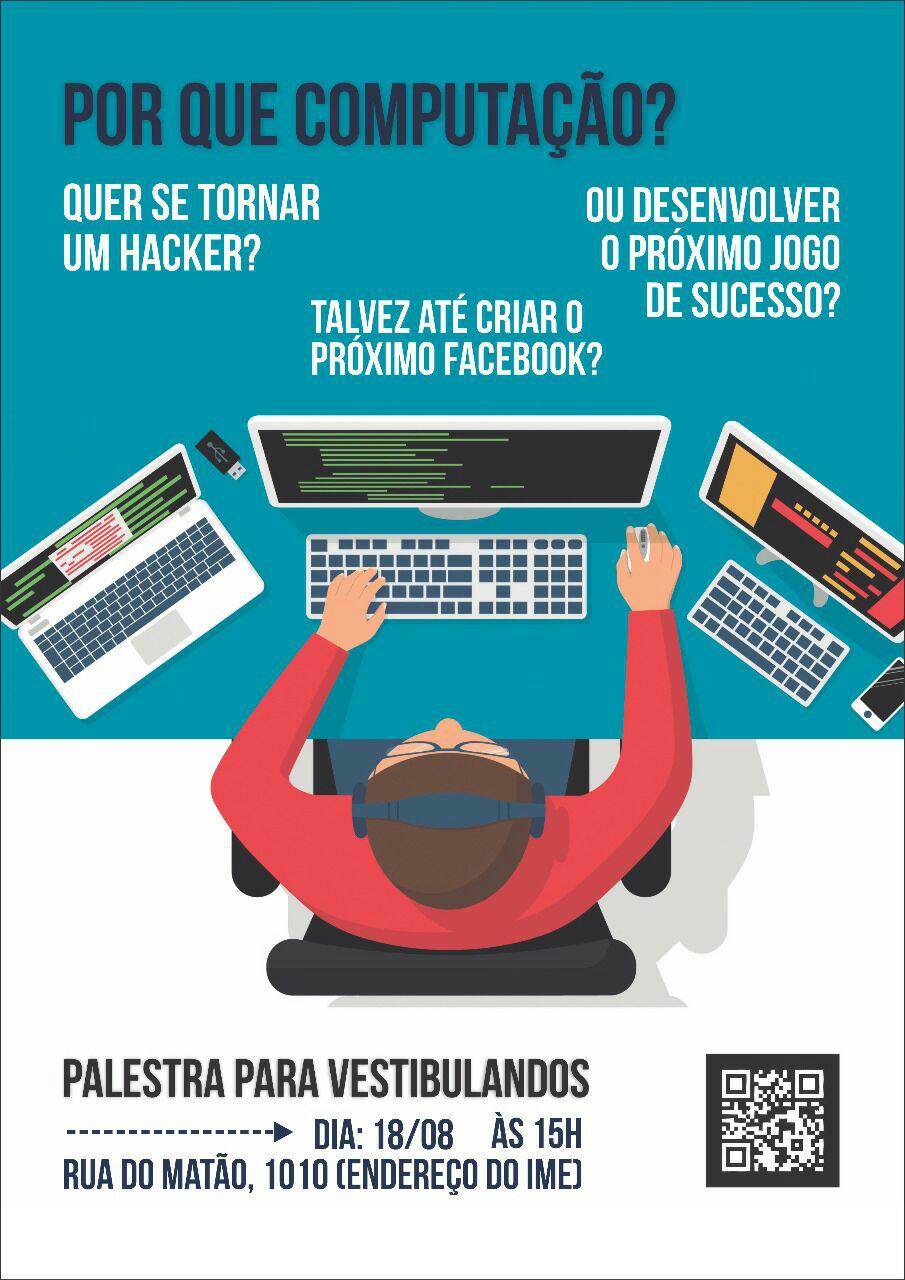 POR QUE COMPUTAÇÃO?
QUER SE TORNAR
UM HACKER?
OU DESENVOLVER
O PRÓXIMO JOGO
DE SUCESSO?
TALVEZ ATÉ CRIAR O
PRÓXIMO FACEBOOK?
PALESTRA PARA VESTIBULANDOS
DIA: 18/08 ÀS 15H
RUA DO MATÃO, 1010 (ENDEREÇO DO IME)